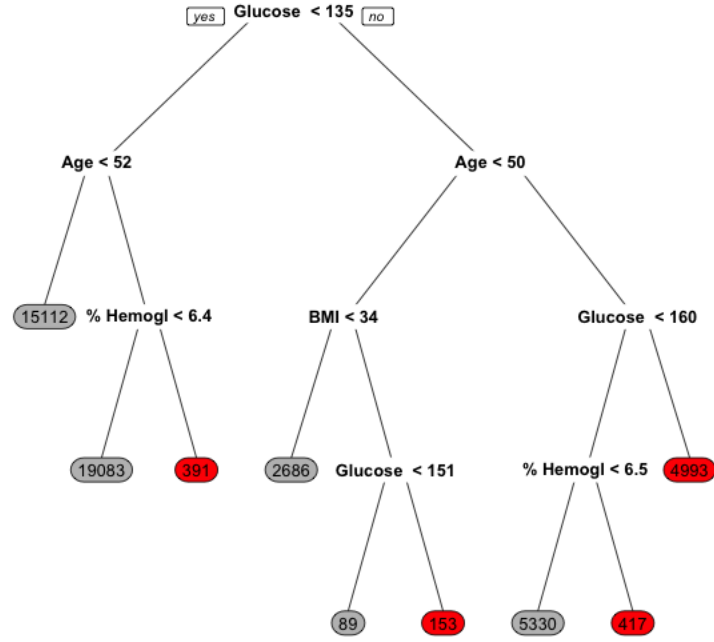 yes Glucose < 135 no
Age < 52 Age < 50
15112 % Hemogl < 6.4 BMI < 34 Glucose < 160
19083 391 2686 Glucose < 151 % Hemogl < 6.5 4993
89 153 5330 417